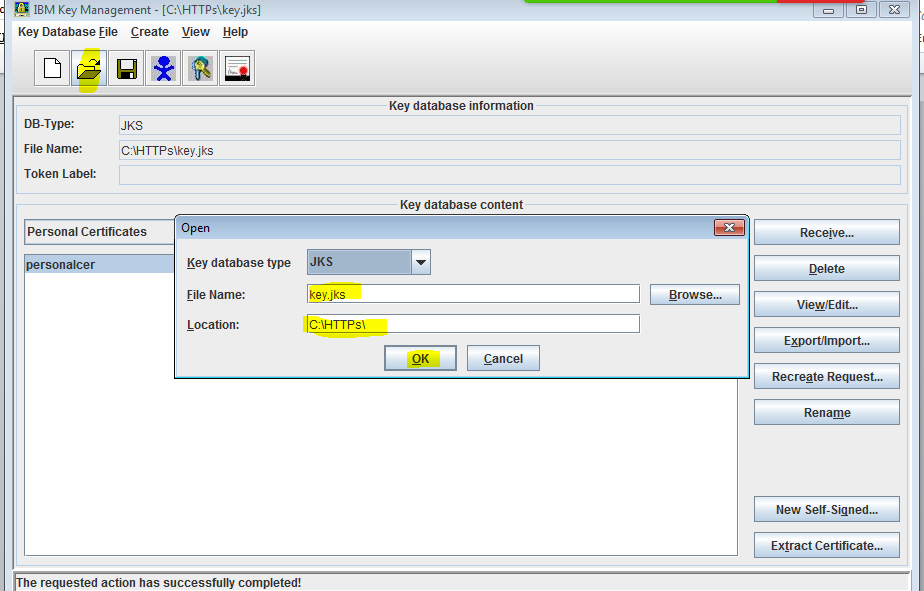 IBM Key Management - [C:\HTTPs\key.jks]
Key Database File Create View Help
Key database information
DB-Type: JKS
File Name: C:\HTTPs\key.jks
Token Label:
Key database content
Personal Certificates
personalcer
Open
Key database type JKS
File Name: key.jks Browse...
Location: C:\HTTPs\
OK Cancel
Receive...
Delete
View/Edit...
Export/Import...
Recreate Request...
Rename
New Self-Signed...
Extract Certificate...
The requested action has successfully completed!